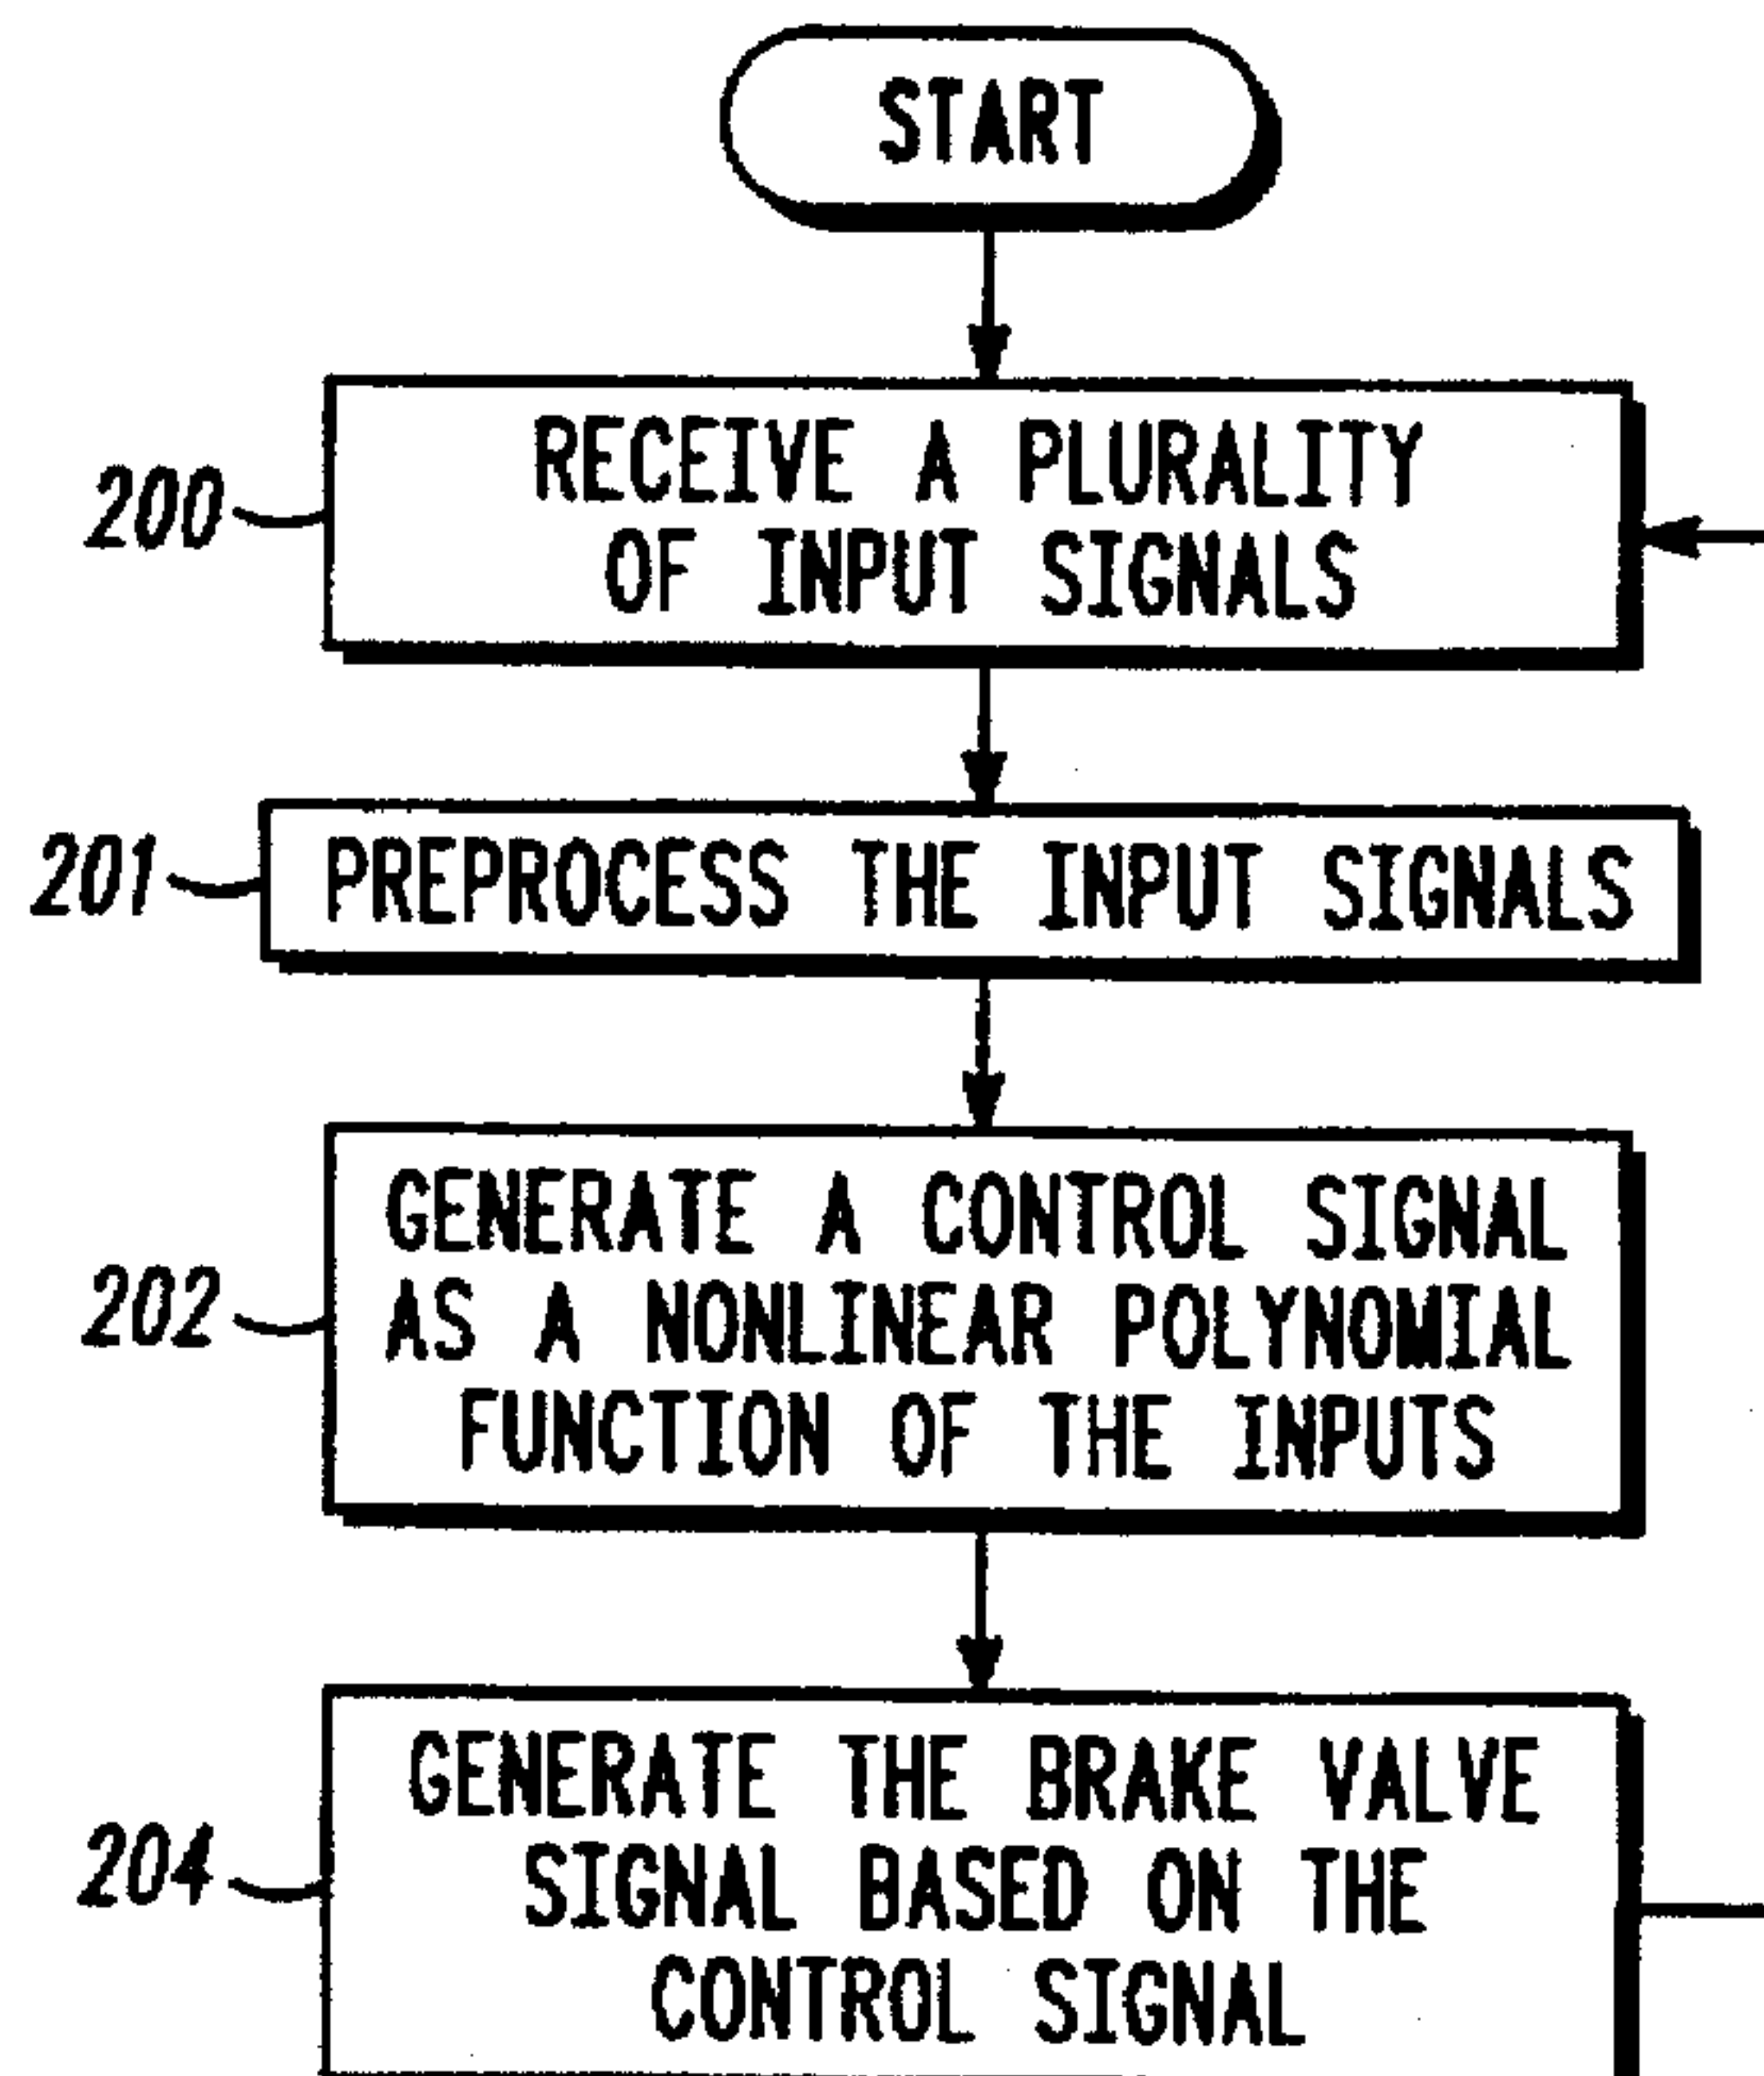 START
200
RECEIVE A PLURALITY
OF INPUT SIGNALS
201
PREPROCESS THE INPUT SIGNALS
202
GENERATE A CONTROL SIGNAL
AS A NONLINEAR POLYNOMIAL
FUNCTION OF THE INPUTS
204
GENERATE THE BRAKE VALVE
SIGNAL BASED ON THE
CONTROL SIGNAL